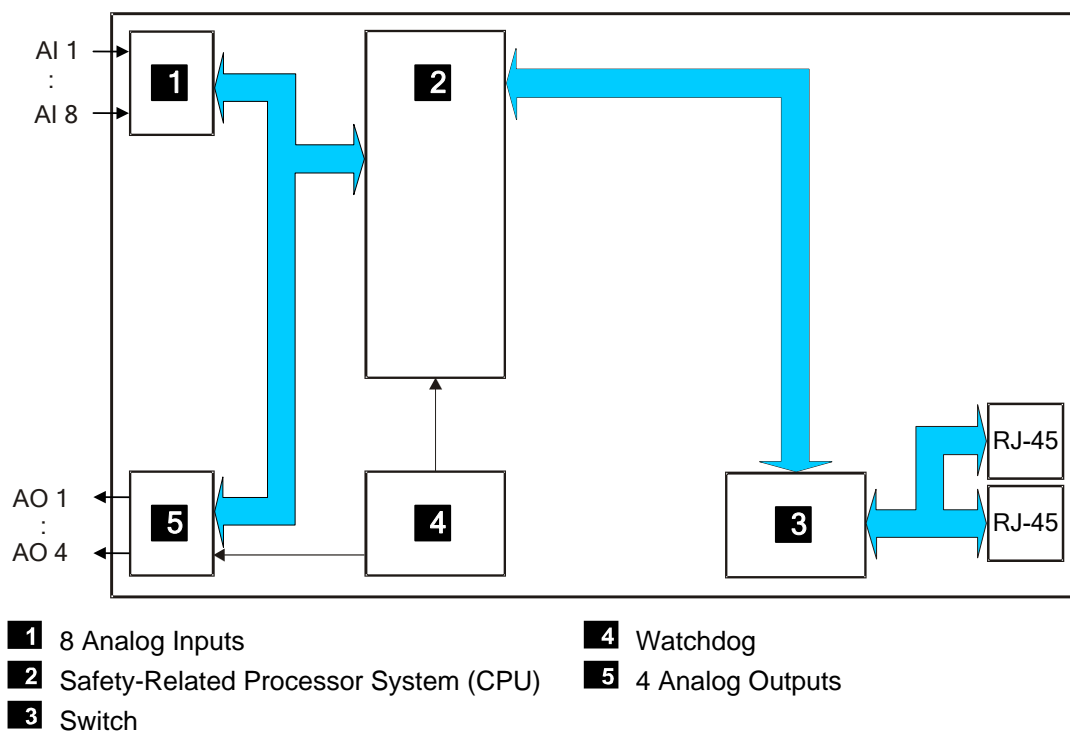 AI 1
:
AI 8
1
2
RJ-45
RJ-45
3
4
5
AO 1
:
AO 4
1 8 Analog Inputs
2 Safety-Related Processor System (CPU)
3 Switch
4 Watchdog
5 4 Analog Outputs